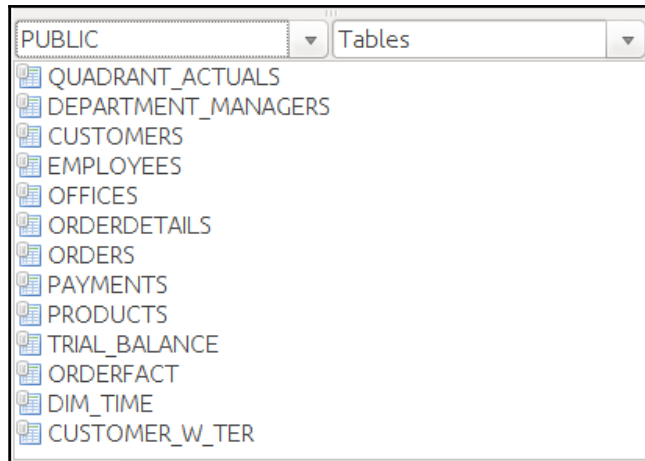 PUBLIC Tables
QUADRANT_ACTUALS
DEPARTMENT_MANAGERS
CUSTOMERS
EMPLOYEES
OFFICES
ORDERDETAILS
ORDERS
PAYMENTS
PRODUCTS
TRIAL_BALANCE
ORDERFACT
DIM_TIME
CUSTOMER_W_TER